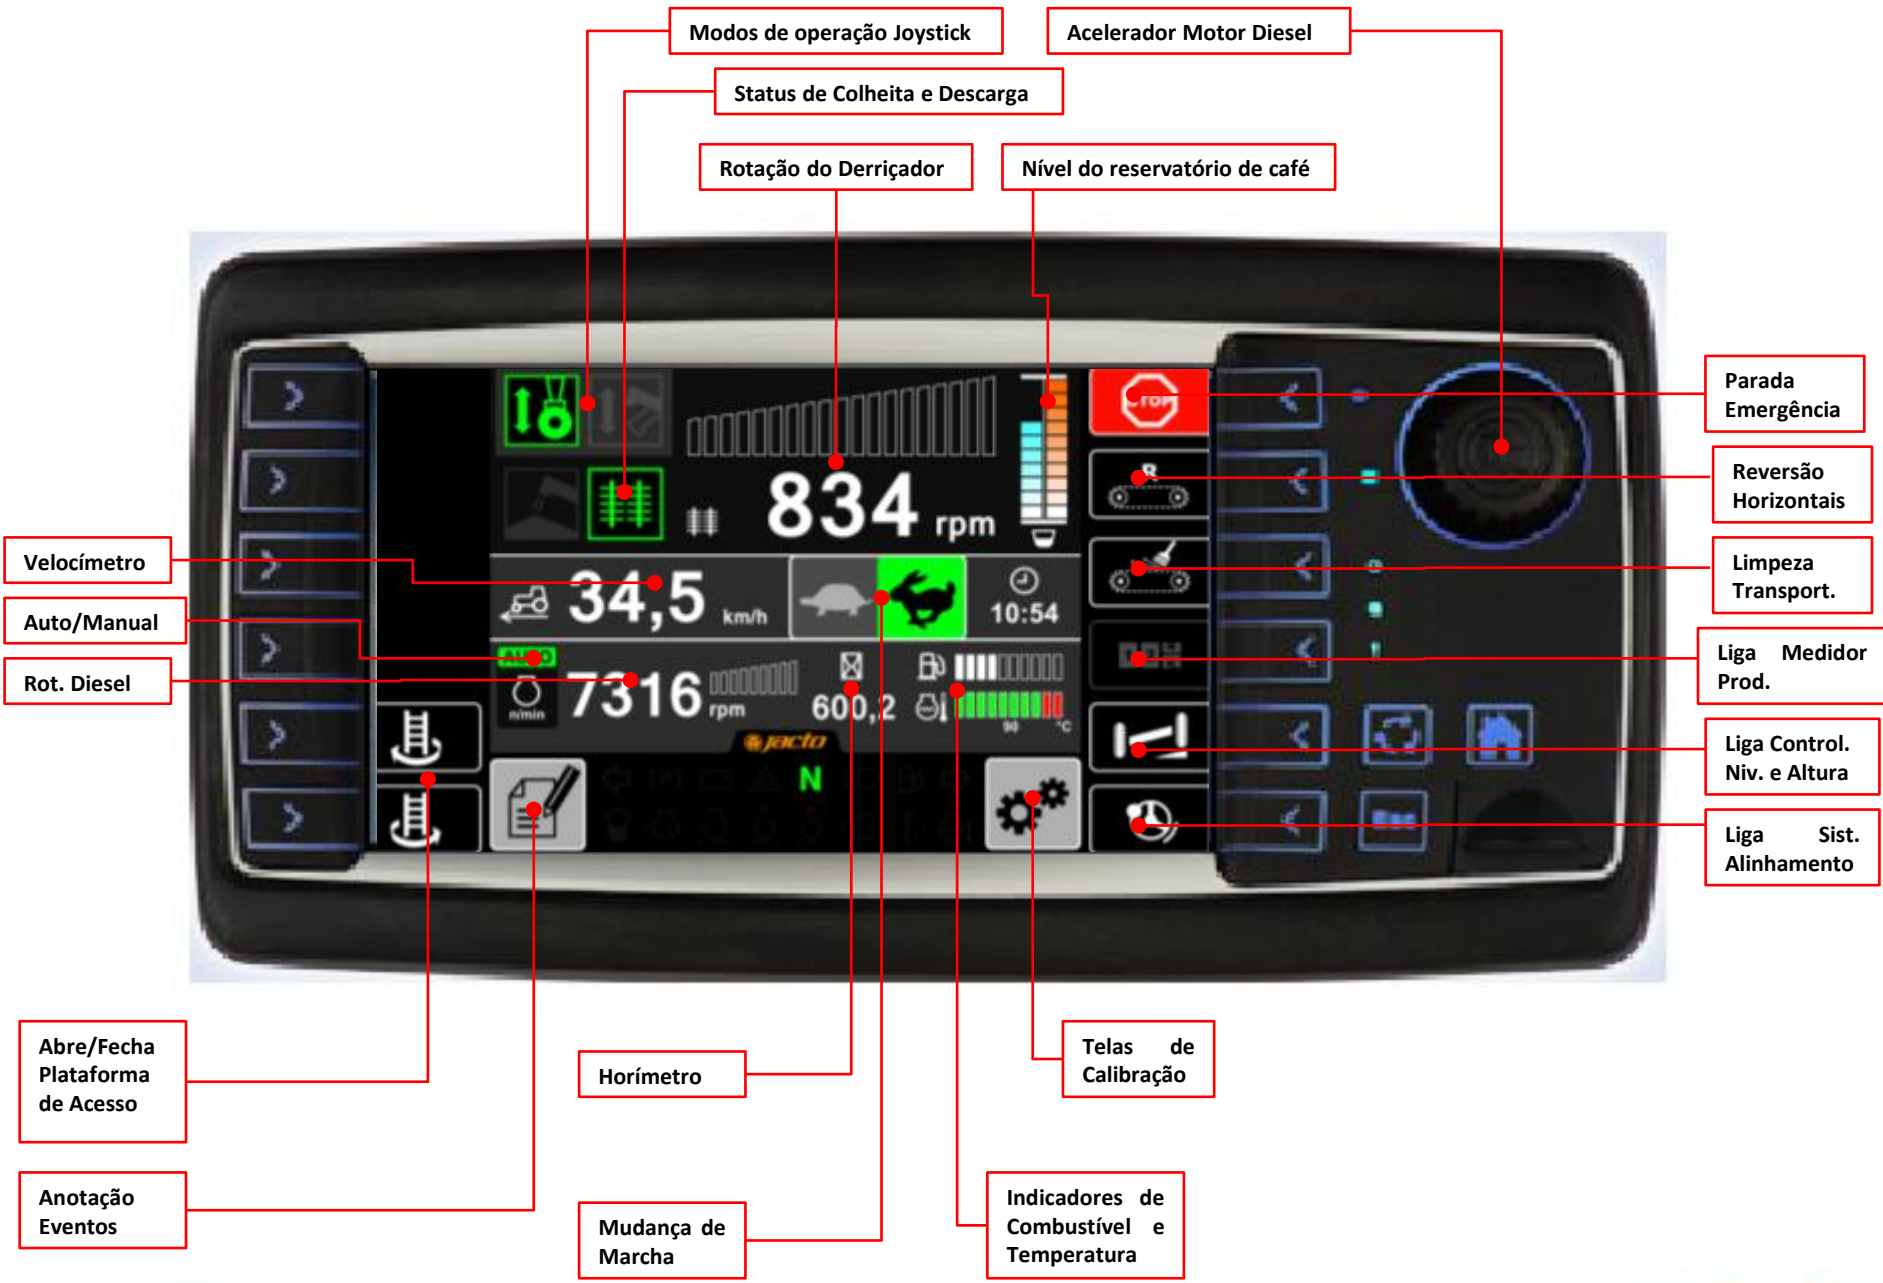 Modos de operação Joystick
Acelerador Motor Diesel
Status de Colheita e Descarga
Rotação do Derriçador
Nível do reservatório de café
Parada
Emergência
STOP
R
Reversão
Horizontais
834 rpm
Velocímetro
34,5 km/h
10:54
Limpeza
Transport.
Auto/Manual
AUTO
Rot. Diesel
n/min
7316 rpm
600,2
90 °C
Liga Medidor
Prod.
jacto
N
Liga Control.
Niv. e Altura
Liga Sist.
Alinhamento
Abre/Fecha
Plataforma
de Acesso
Horímetro
Telas de
Calibração
Anotação
Eventos
Mudança de
Marcha
Indicadores de
Combustível e
Temperatura